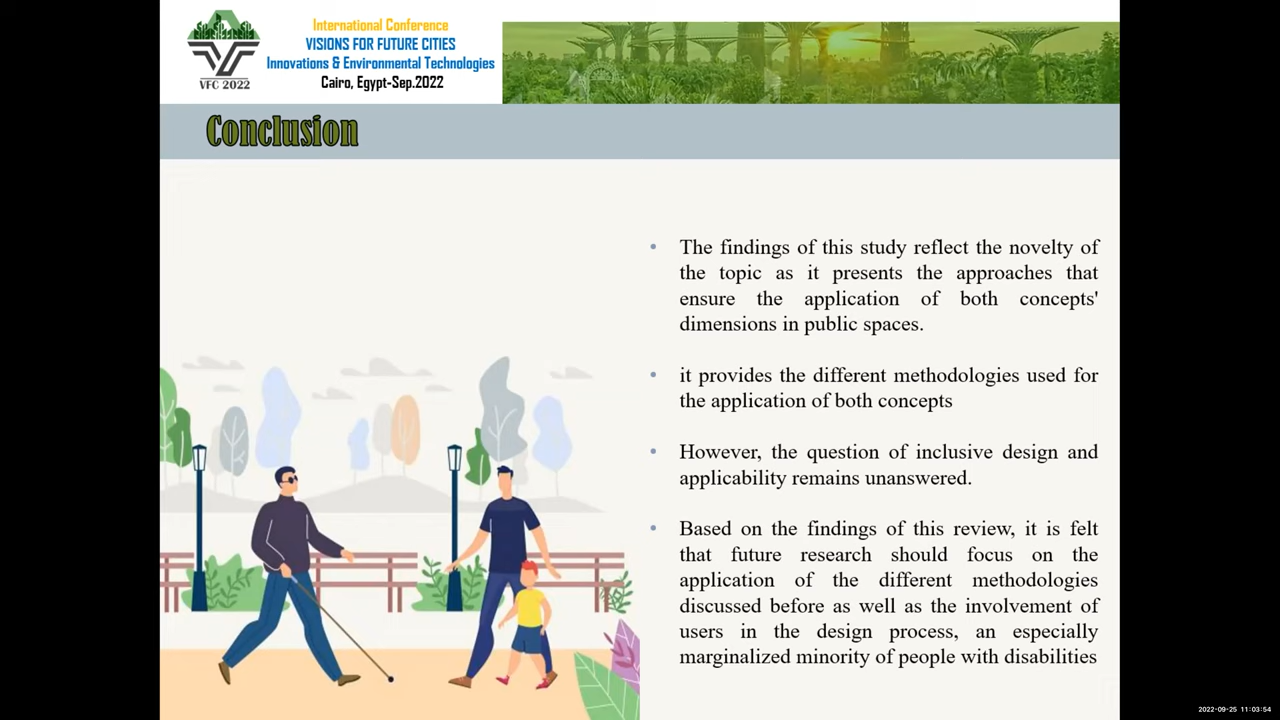 International Conference
VISIONS FOR FUTURE CITIES
Innovations & Environmental Technologies
Cairo, Egypt-Sep.2022
VFC 2022
Conclusion
• The findings of this study reflect the novelty of
the topic as it presents the approaches that
ensure the application of both concepts'
dimensions in public spaces.
• it provides the different methodologies used for
the application of both concepts
• However, the question of inclusive design and
applicability remains unanswered.
• Based on the findings of this review, it is felt
that future research should focus on the
application of the different methodologies
discussed before as well as the involvement of
users in the design process, an especially
marginalized minority of people with disabilities
2022-09-25 11:03:54